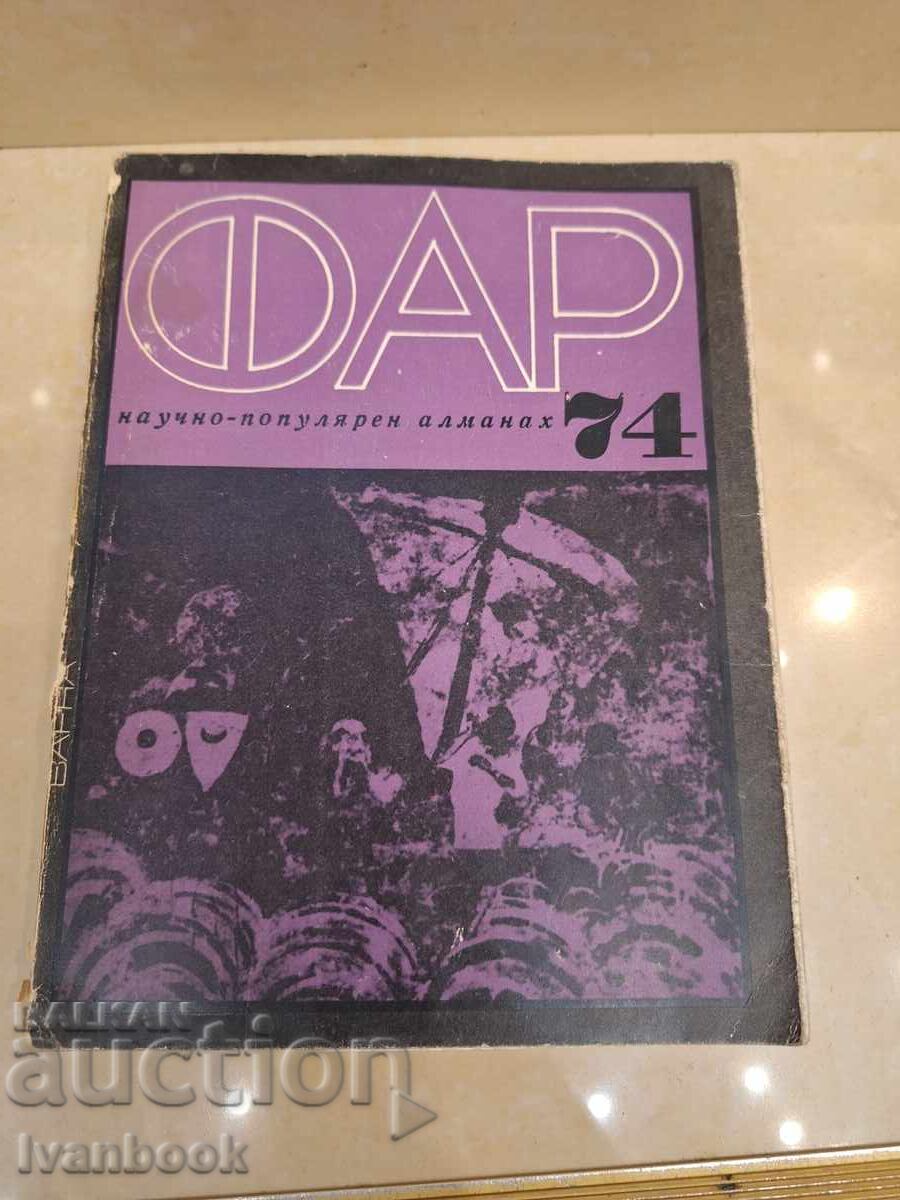 ФАР
научно-популярен алманах 74
ВАРНА
BALKAN
auction
Ivanbook